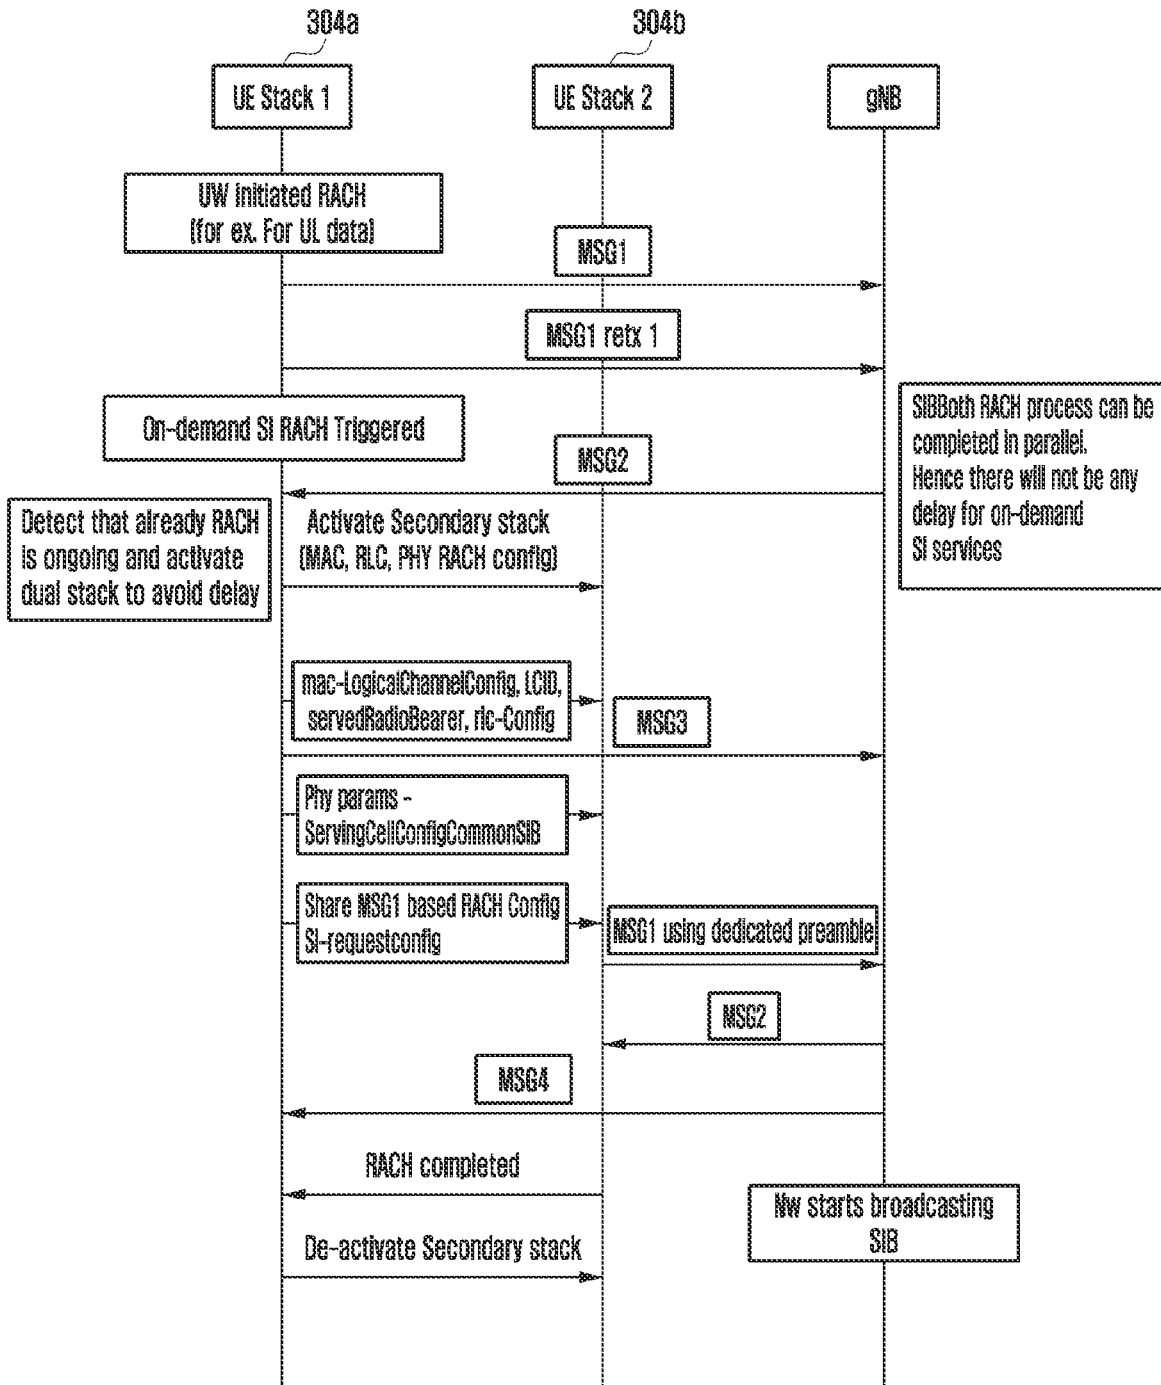 304a
304b
UE Stack 1
UE Stack 2
gNB
UW initiated RACH
(for ex. For UL data)
MSG1
MSG1 retx 1
On-demand SI RACH Triggered
SIBBoth RACH process can be
completed in parallel.
Hence there will not be any
delay for on-demand
SI services
MSG2
Detect that already RACH
is ongoing and activate
dual stack to avoid delay
Activate Secondary stack
(MAC, RLC, PHY RACH config)
mac-LogicalChannelConfig, LCID,
servedRadioBearer, rlc-Config
MSG3
Phy params -
ServingCellConfigCommonSIB
Share MSG1 based RACH Config
SI-requestconfig
MSG1 using dedicated preamble
MSG2
MSG4
RACH completed
Nw starts broadcasting
SIB
De-activate Secondary stack